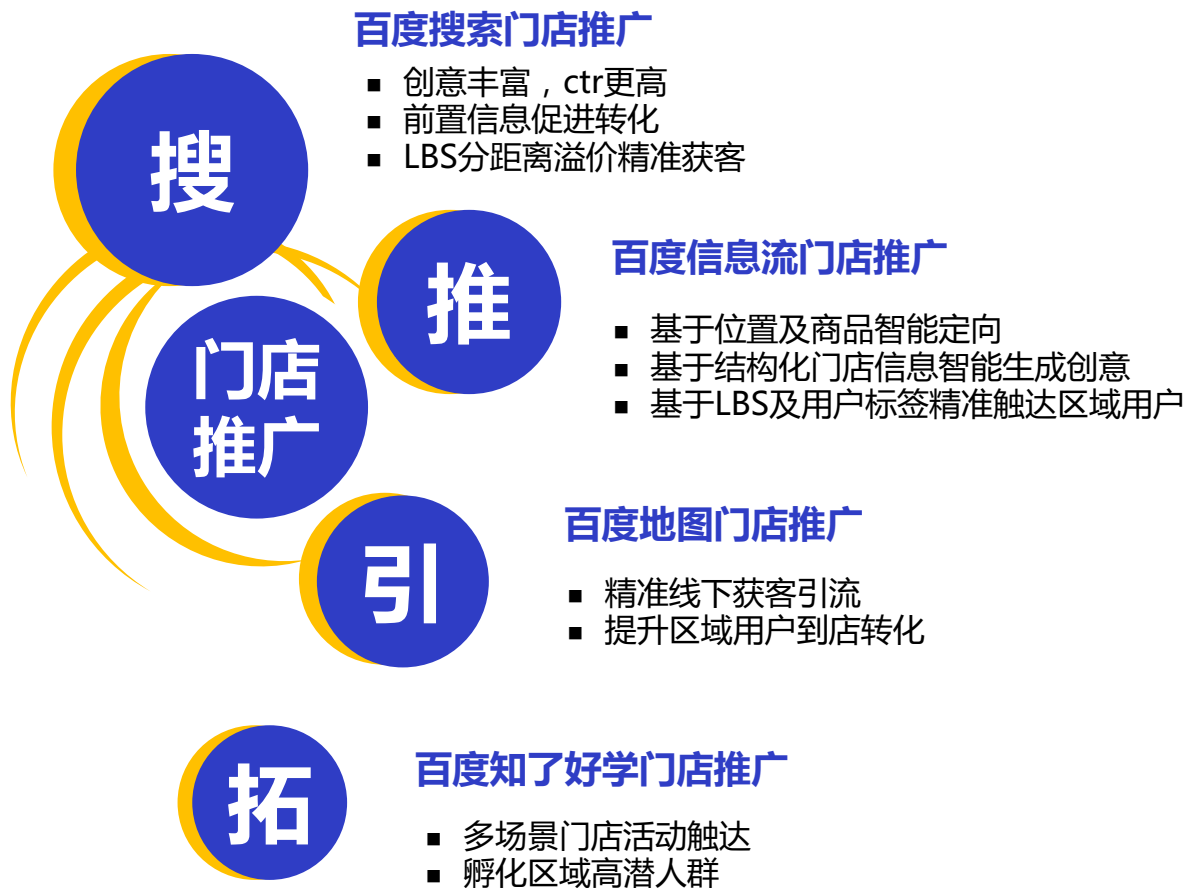 百度搜索门店推广
■ 创意丰富，ctr更高
■ 前置信息促进转化
■ LBS分距离溢价精准获客
搜
推
百度信息流门店推广
■ 基于位置及商品智能定向
■ 基于结构化门店信息智能生成创意
■ 基于LBS及用户标签精准触达区域用户
门店
推广
引
百度地图门店推广
■ 精准线下获客引流
■ 提升区域用户到店转化
拓
百度知了好学门店推广
■ 多场景门店活动触达
■ 孵化区域高潜人群